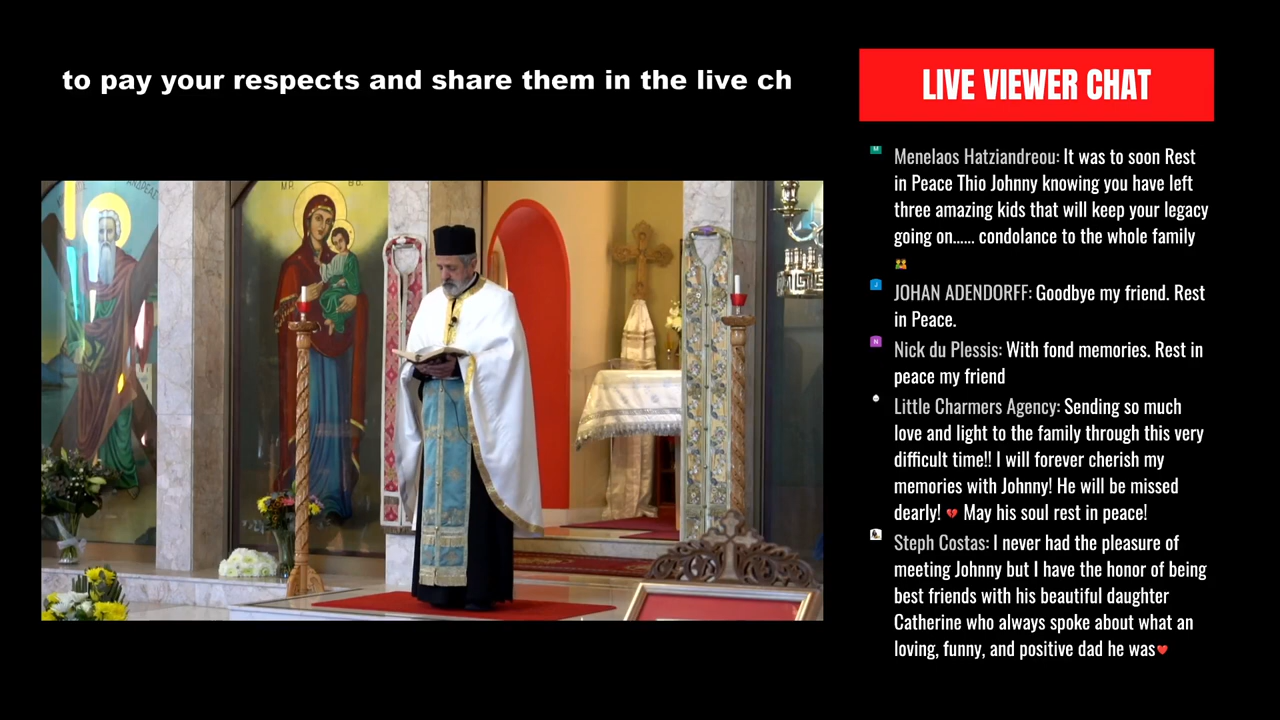 to pay your respects and share them in the live ch
LIVE VIEWER CHAT
Menelaos Hatziandreou: It was to soon Rest
in Peace Thio Johnny knowing you have left
three amazing kids that will keep your legacy
going on...... condolance to the whole family
JOHAN ADENDORFF: Goodbye my friend. Rest
in Peace.
Nick du Plessis: With fond memories. Rest in
peace my friend
Little Charmers Agency: Sending so much
love and light to the family through this very
difficult time!! I will forever cherish my
memories with Johnny! He will be missed
dearly! 💔 May his soul rest in peace!
Steph Costas: I never had the pleasure of
meeting Johnny but I have the honor of being
best friends with his beautiful daughter
Catherine who always spoke about what an
loving, funny, and positive dad he was❤️
M
J
N
ΜΡ ΘΥ